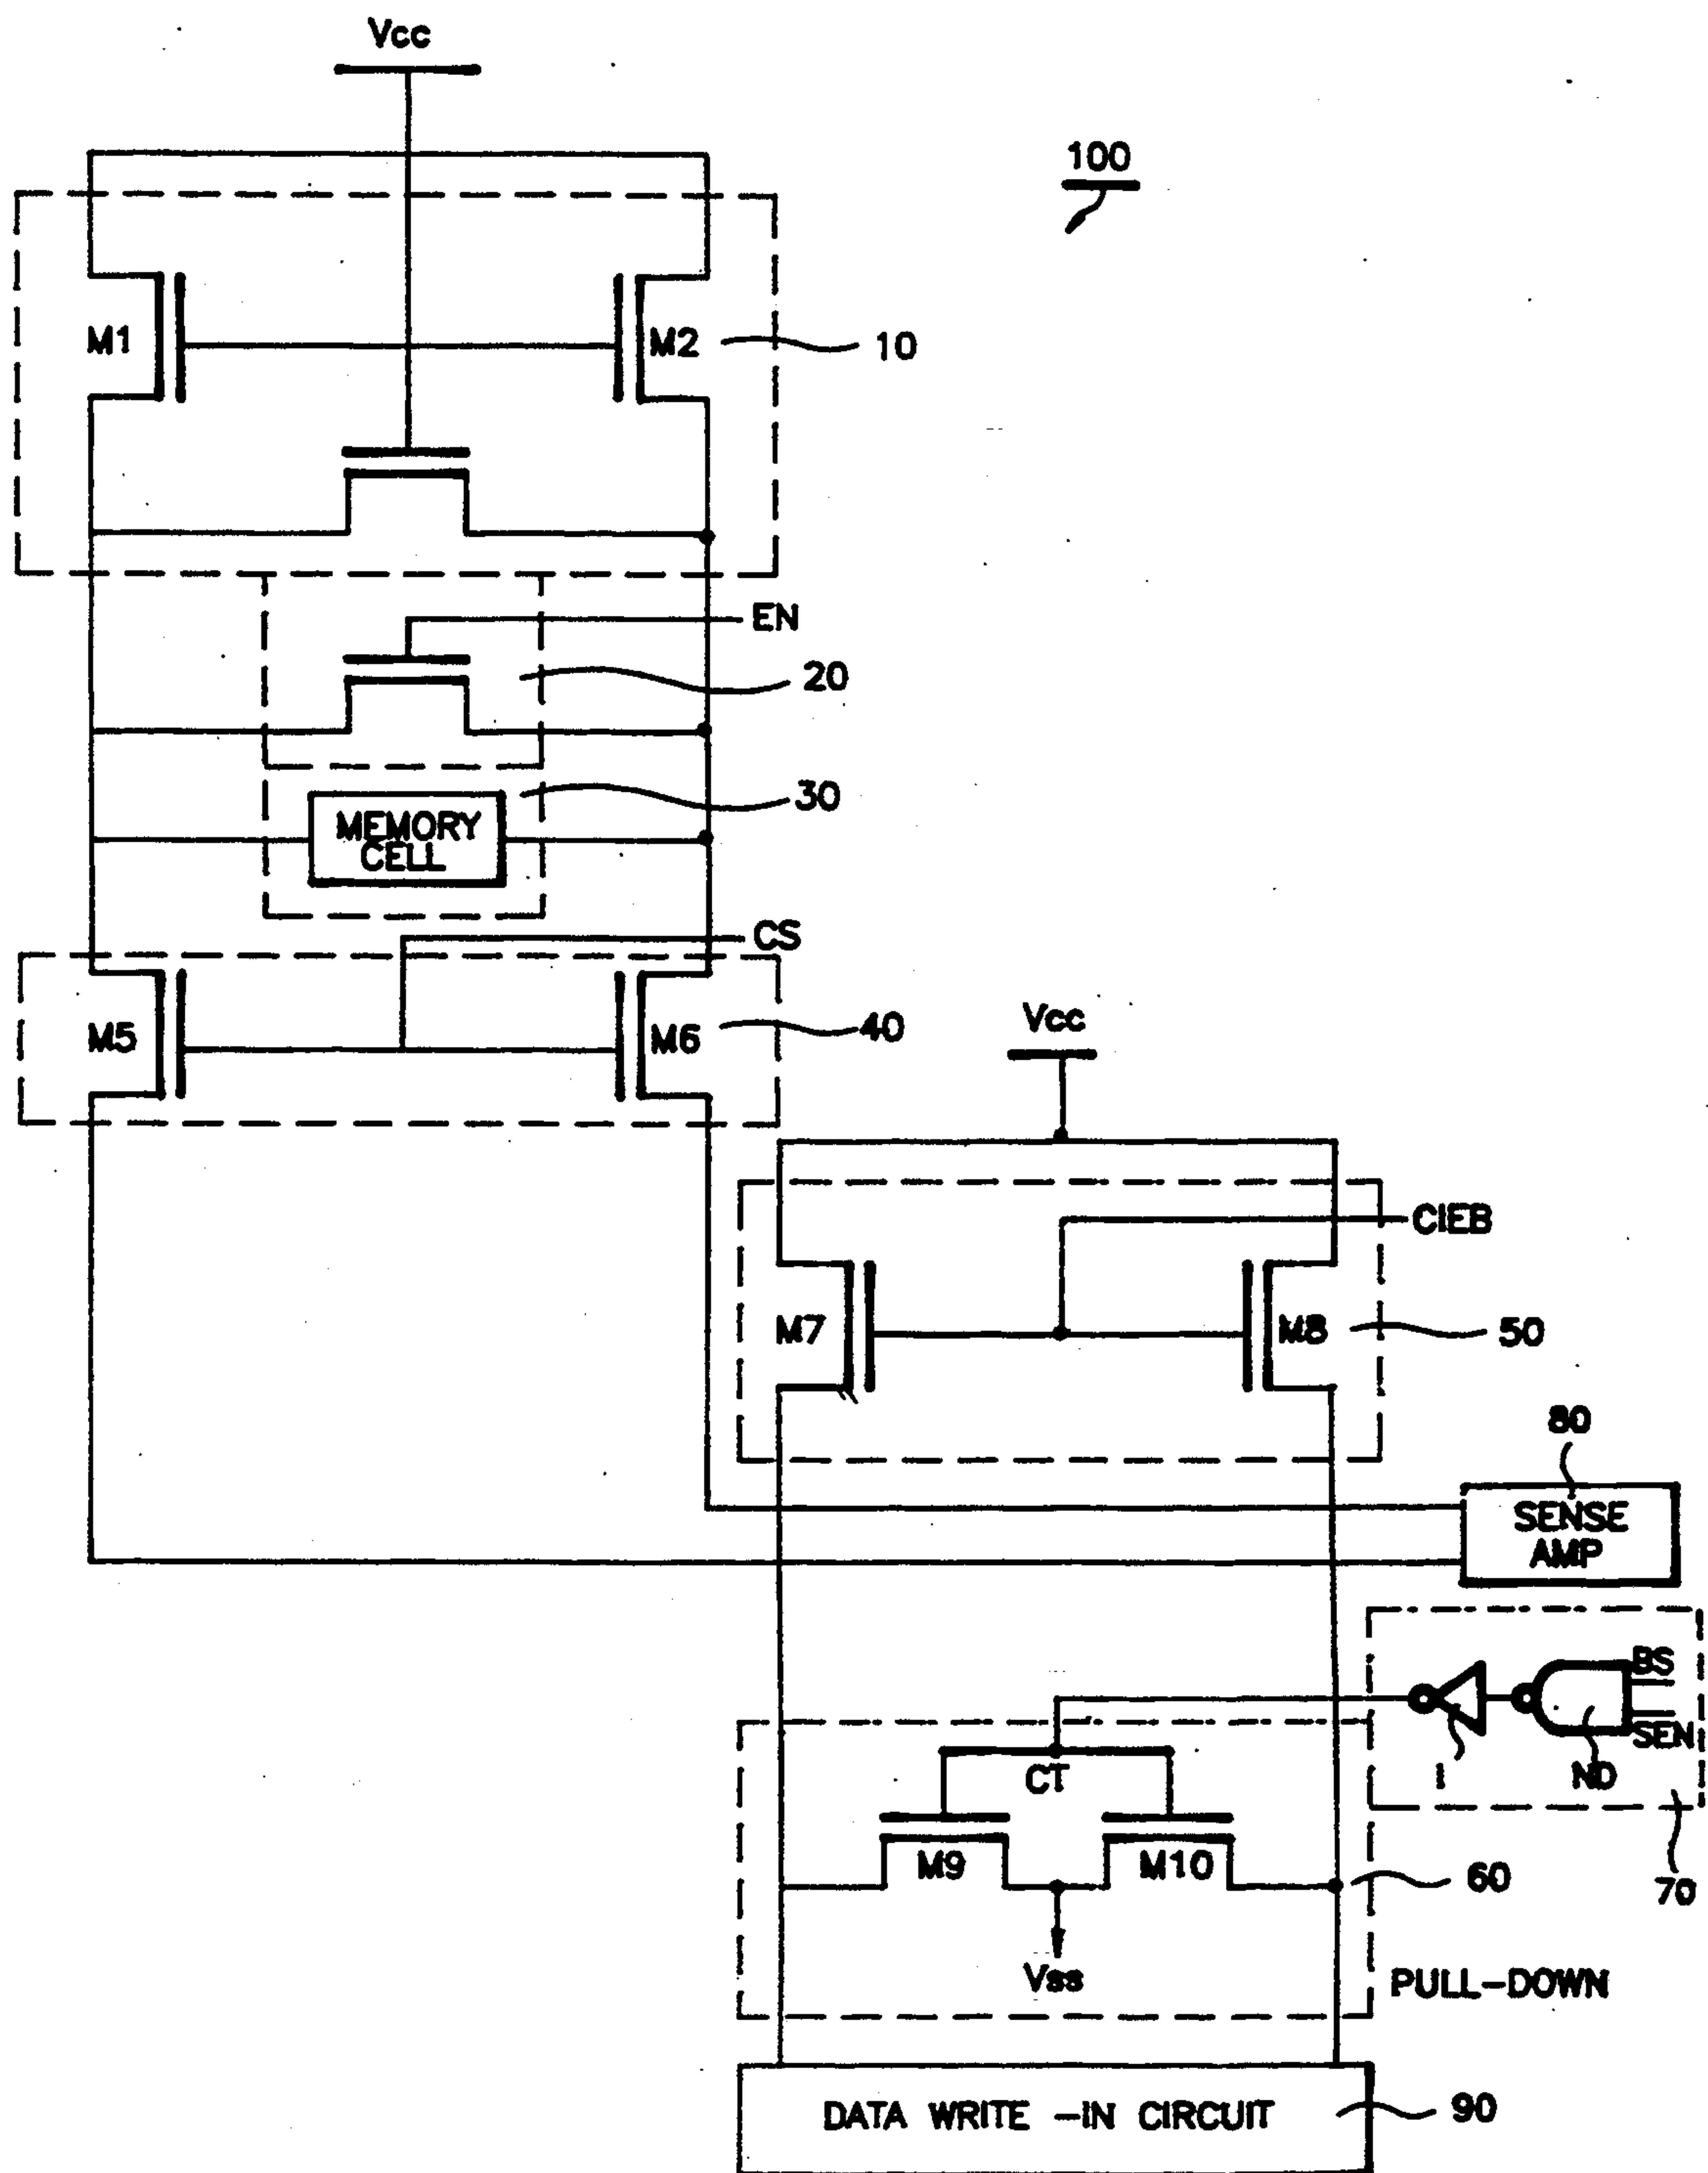 Vcc
100
M1
M2
10
EN
20
30
MEMORY
CELL
CS
M5
M6
40
Vcc
CIEB
M7
M8
50
80
SENSE
AMP
BS
SEN
I
ND
CT
M9
M10
60
70
Vss
PULL-DOWN
DATA WRITE -IN CIRCUIT
90